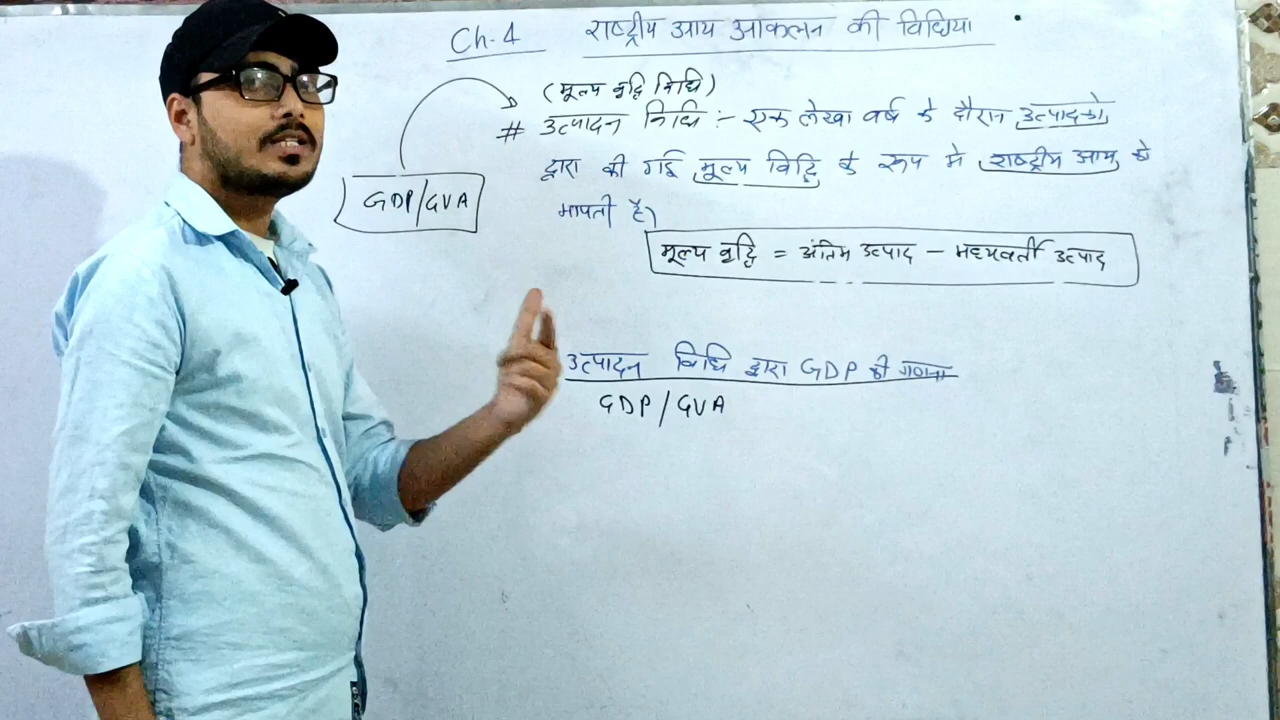 Ch-4 राष्ट्रीय आय आकलन की विधिया
(मूल्य वृद्धि विधि)
# उत्पादन विधि :- एक लेखा वर्ष के दौरान उत्पादको
द्वारा की गई मूल्य विद्धि के रूप मे राष्ट्रीय आय को
मापती है।
GDP/GVA
मूल्य वृद्धि = अंतिम उत्पाद - मध्यवर्ती उत्पाद
उत्पादन विधि द्वारा GDP की गणना
GDP/GVA